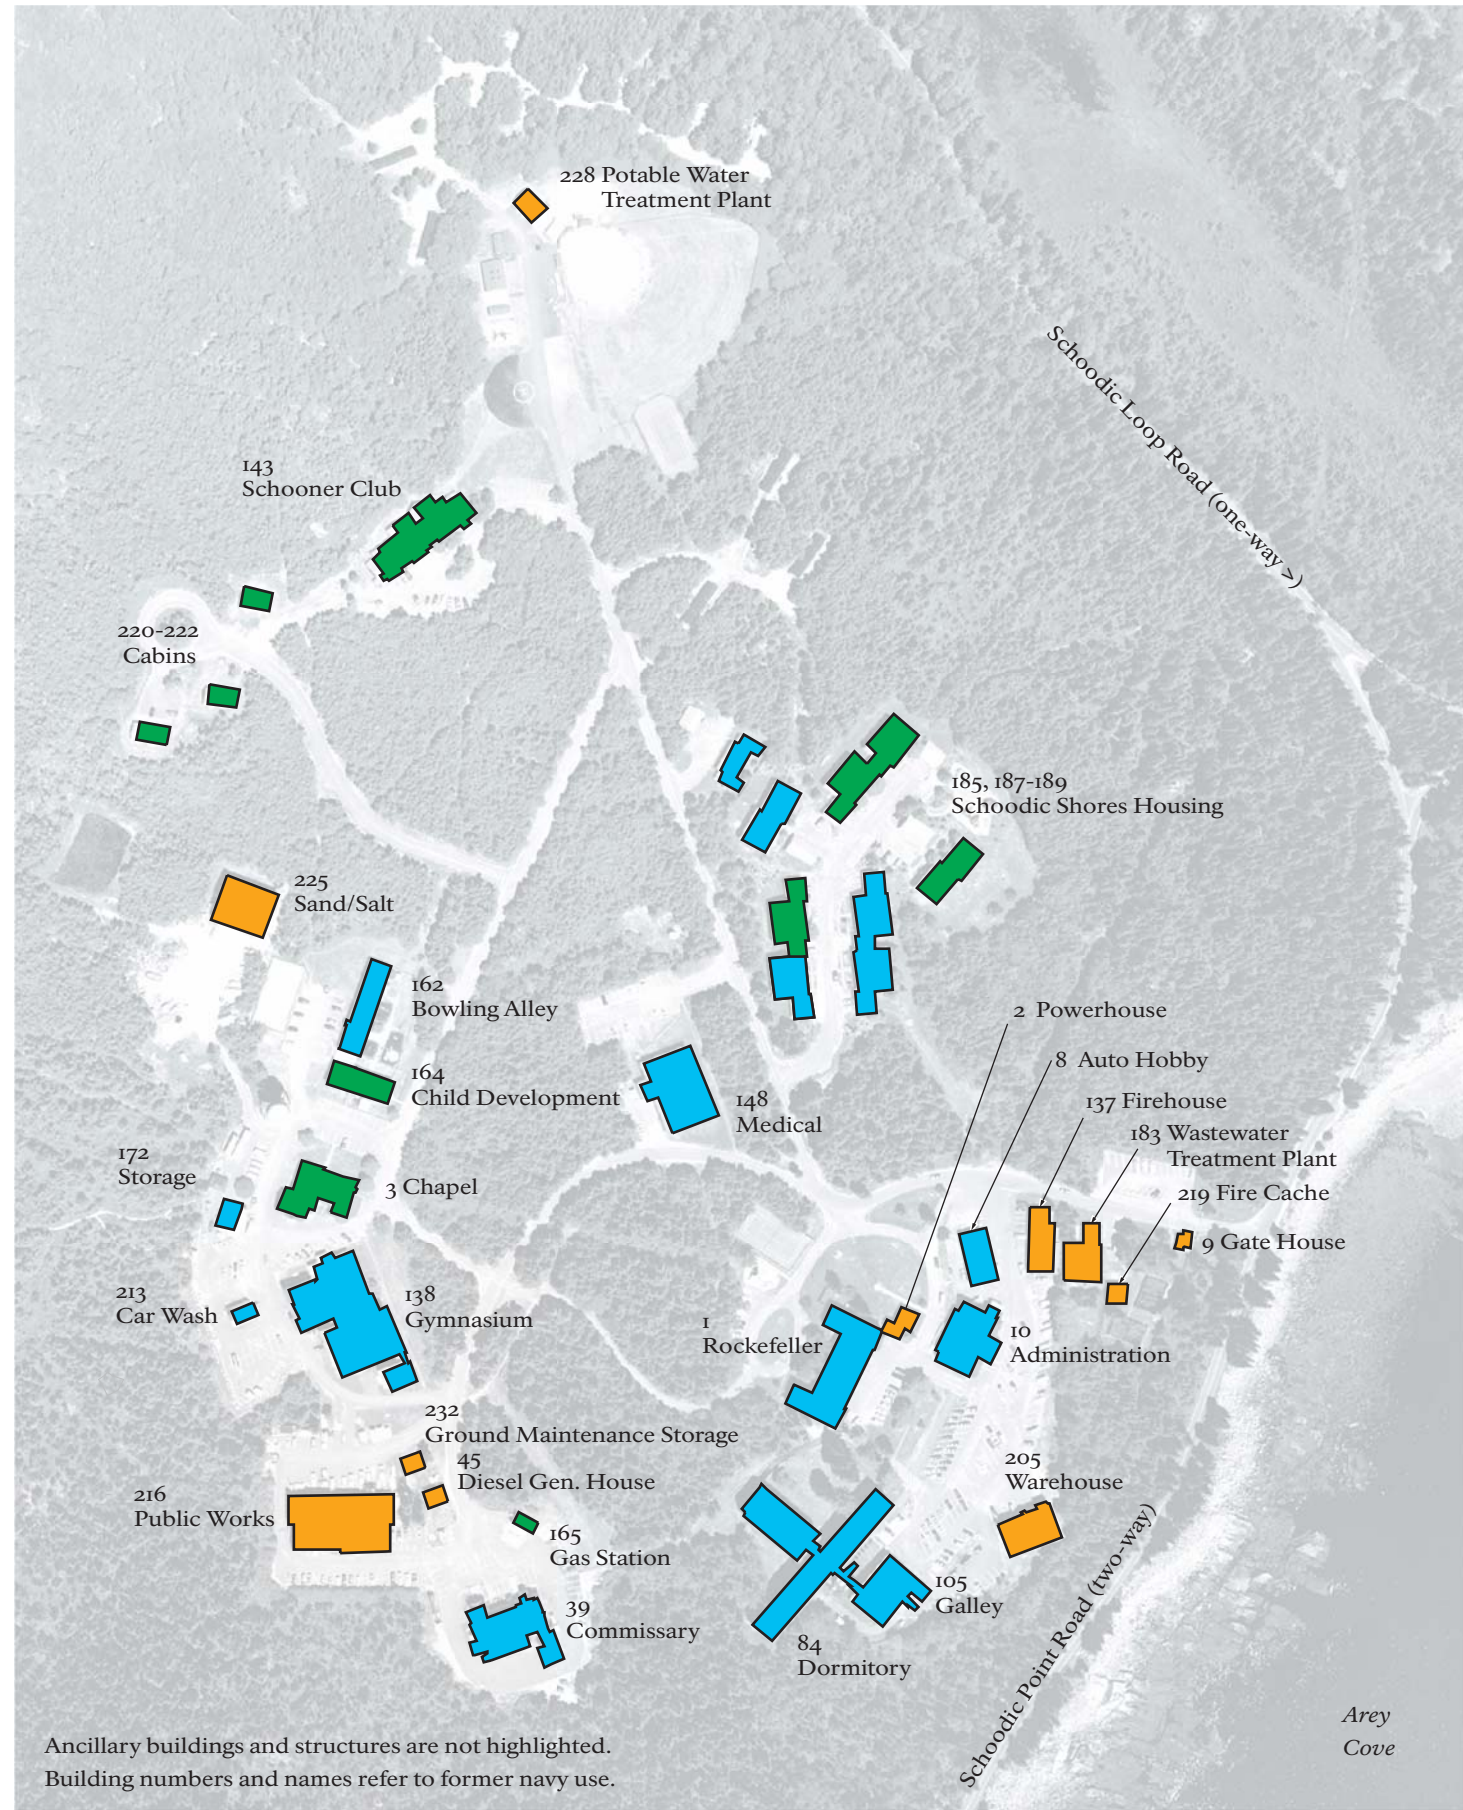 228 Potable Water
Treatment Plant
Schoodic Loop Road (one-way >)
143
Schooner Club
220-222
Cabins
185, 187-189
Schoodic Shores Housing
225
Sand/Salt
162
Bowling Alley
2 Powerhouse
8 Auto Hobby
164
Child Development
148
Medical
137 Firehouse
183 Wastewater
Treatment Plant
172
Storage
3 Chapel
219 Fire Cache
9 Gate House
213
Car Wash
138
Gymnasium
1
Rockefeller
10
Administration
232
Ground Maintenance Storage
45
Diesel Gen. House
205
Warehouse
216
Public Works
165
Gas Station
105
Galley
39
Commissary
84
Dormitory
Schoodic Point Road (two-way)
Arey
Cove
Ancillary buildings and structures are not highlighted.
Building numbers and names refer to former navy use.